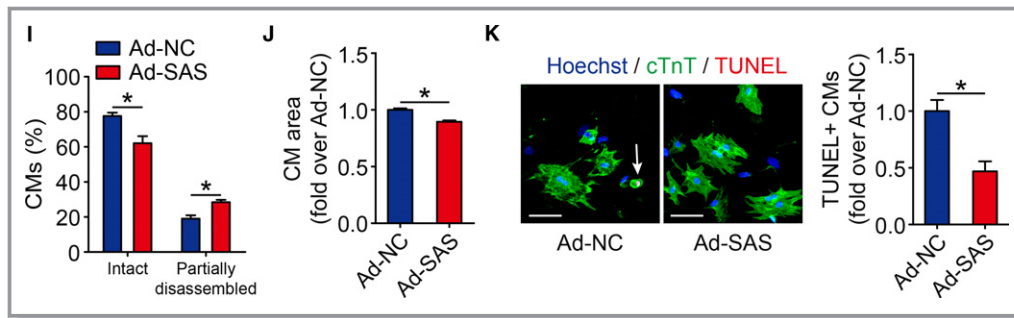 I
Ad-NC
Ad-SAS
CMs (%)
100
80
60
40
20
0
*
*
Intact
Partially
disassembled
J
CM area
(fold over Ad-NC)
1.5
1.0
0.5
0.0
*
Ad-NC
Ad-SAS
K
Hoechst / cTnT / TUNEL
Ad-NC
Ad-SAS
TUNEL+ CMs
(fold over Ad-NC)
1.5
1.0
0.5
0.0
*
Ad-NC
Ad-SAS